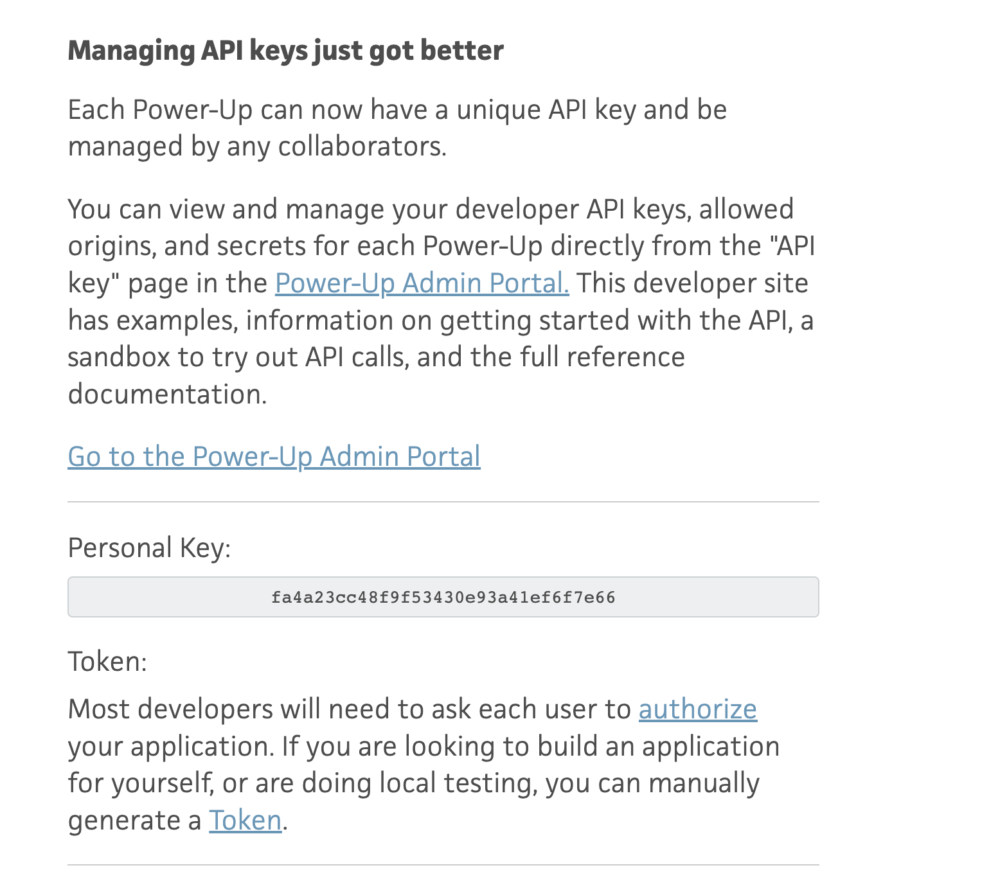 Managing API keys just got better
Each Power-Up can now have a unique API key and be
managed by any collaborators.
You can view and manage your developer API keys, allowed
origins, and secrets for each Power-Up directly from the "API
key" page in the Power-Up Admin Portal. This developer site
has examples, information on getting started with the API, a
sandbox to try out API calls, and the full reference
documentation.
Go to the Power-Up Admin Portal
Personal Key:
fa4a23cc48f9f53430e93a41ef6f7e66
Token:
Most developers will need to ask each user to authorize
your application. If you are looking to build an application
for yourself, or are doing local testing, you can manually
generate a Token.